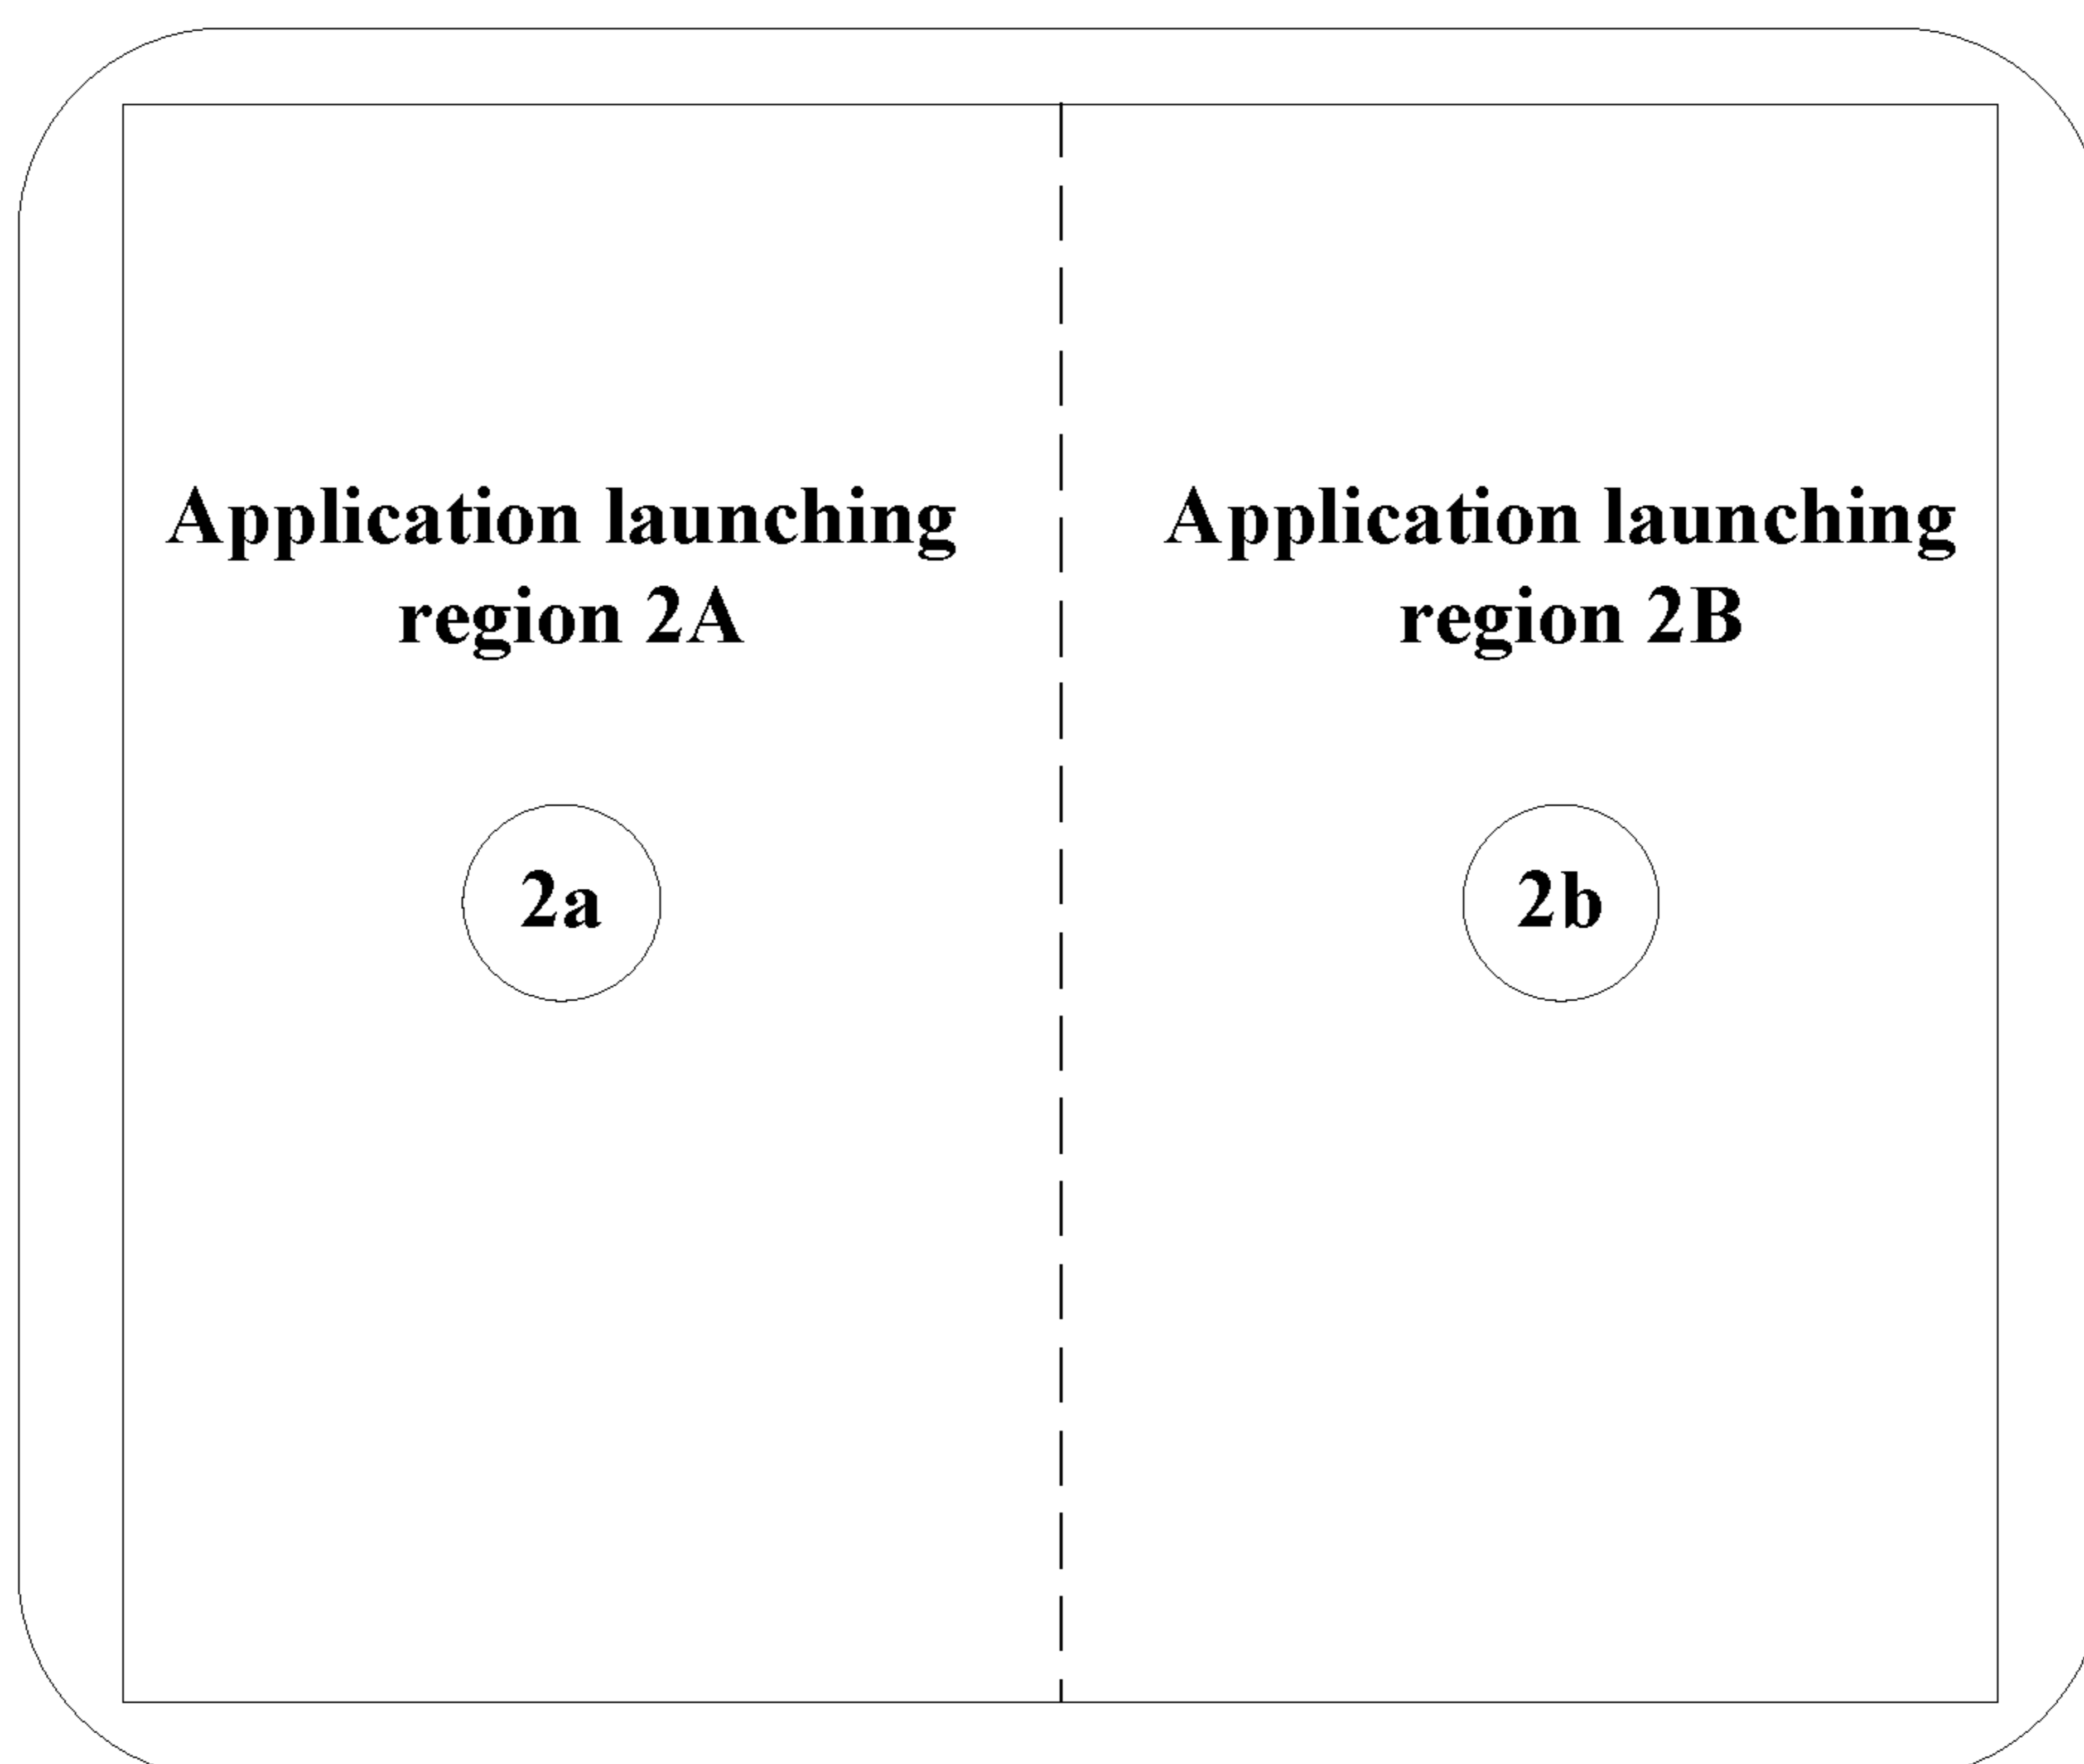 Application launching
region 2A
2a
Application launching
region 2B
2b